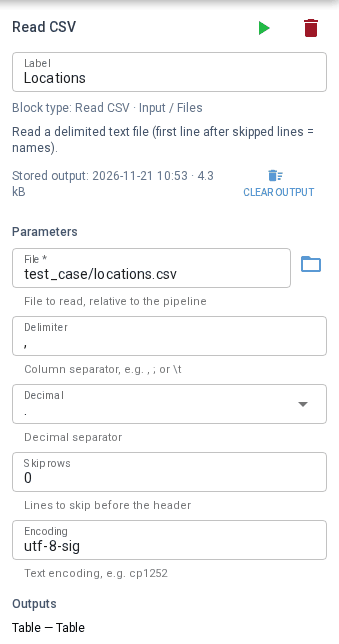 Read CSV
Label
Locations
Block type: Read CSV · Input / Files
Read a delimited text file (first line after skipped lines =
names).
Stored output: 2026-11-21 10:53 · 4.3
kB
CLEAR OUTPUT
Parameters
File *
test_case/locations.csv
File to read, relative to the pipeline
Delimiter
,
Column separator, e.g. , ; or \t
Decimal
.
Decimal separator
Skiprows
0
Lines to skip before the header
Encoding
utf-8-sig
Text encoding, e.g. cp1252
Outputs
Table — Table